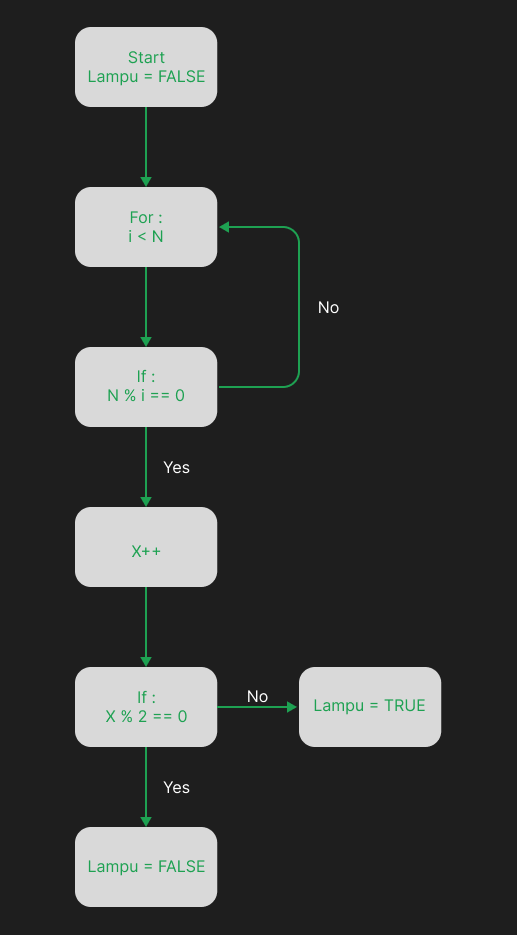 Start
Lampu = FALSE
For :
i < N
No
If :
N % i == 0
Yes
X++
If :
X % 2 == 0
No
Lampu = TRUE
Yes
Lampu = FALSE